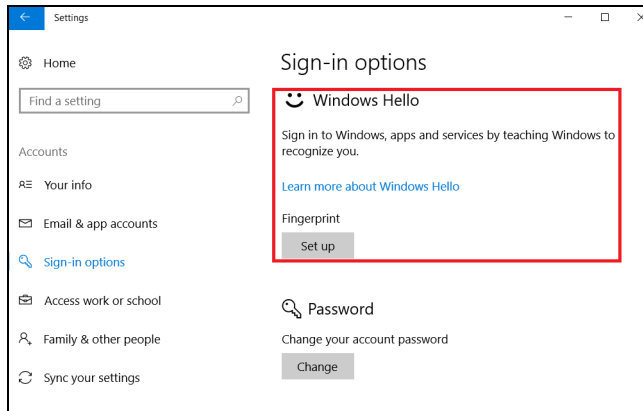 Settings
Home
Find a setting
Accounts
Your info
Email & app accounts
Sign-in options
Access work or school
Family & other people
Sync your settings
Sign-in options
Windows Hello
Sign in to Windows, apps and services by teaching Windows to
recognize you.
Learn more about Windows Hello
Fingerprint
Set up
Password
Change your account password
Change